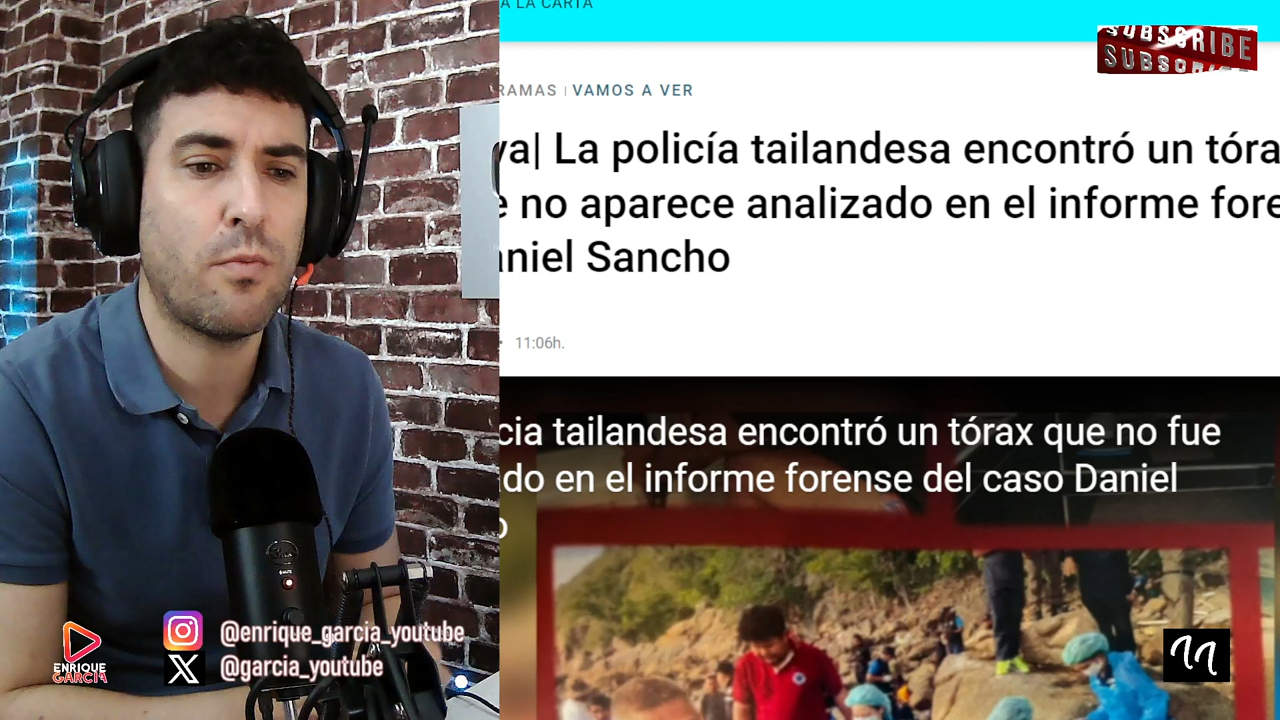 A LA CARTA
SUBSCRIBE
SUBSCRIBE
RAMAS | VAMOS A VER
ya| La policía tailandesa encontró un tóra
e no aparece analizado en el informe fore
aniel Sancho
11:06h.
cia tailandesa encontró un tórax que no fue
do en el informe forense del caso Daniel
o
@enrique_garcia_youtube
@garcia_youtube
ENRIQUE
GARCIA